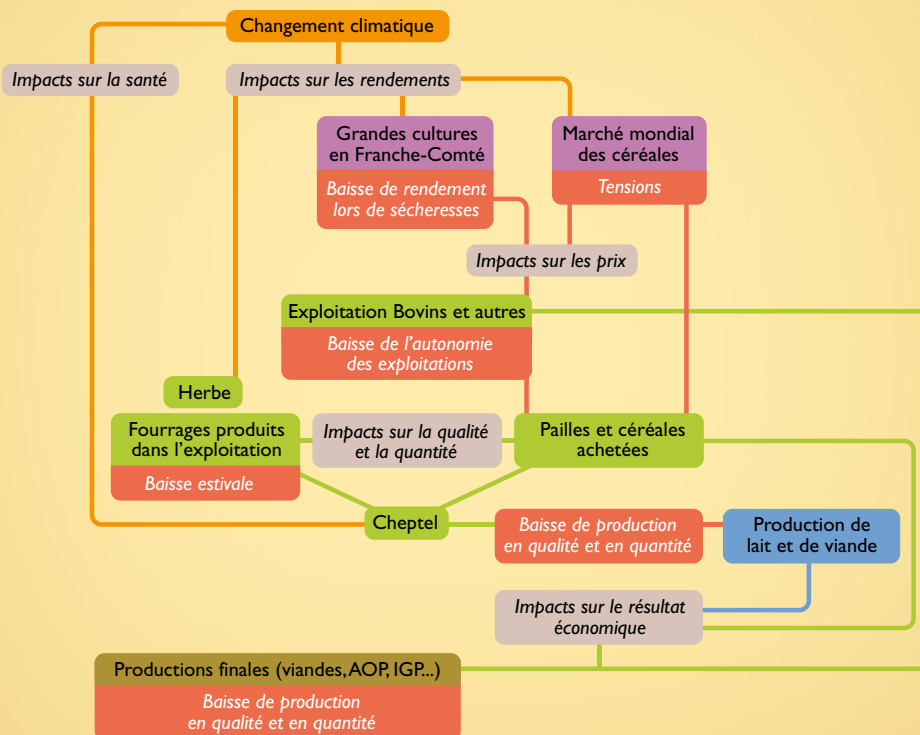 Changement climatique
Impacts sur la santé
Impacts sur les rendements
Grandes cultures
en Franche-Comté
Baisse de rendement
lors de sécheresses
Marché mondial
des céréales
Tensions
Impacts sur les prix
Exploitation Bovins et autres
Baisse de l'autonomie
des exploitations
Herbe
Fourrages produits
dans l'exploitation
Baisse estivale
Impacts sur la qualité
et la quantité
Pailles et céréales
achetées
Cheptel
Baisse de production
en qualité et en quantité
Production de
lait et de viande
Impacts sur le résultat
économique
Productions finales (viandes, AOP, IGP...)
Baisse de production
en qualité et en quantité